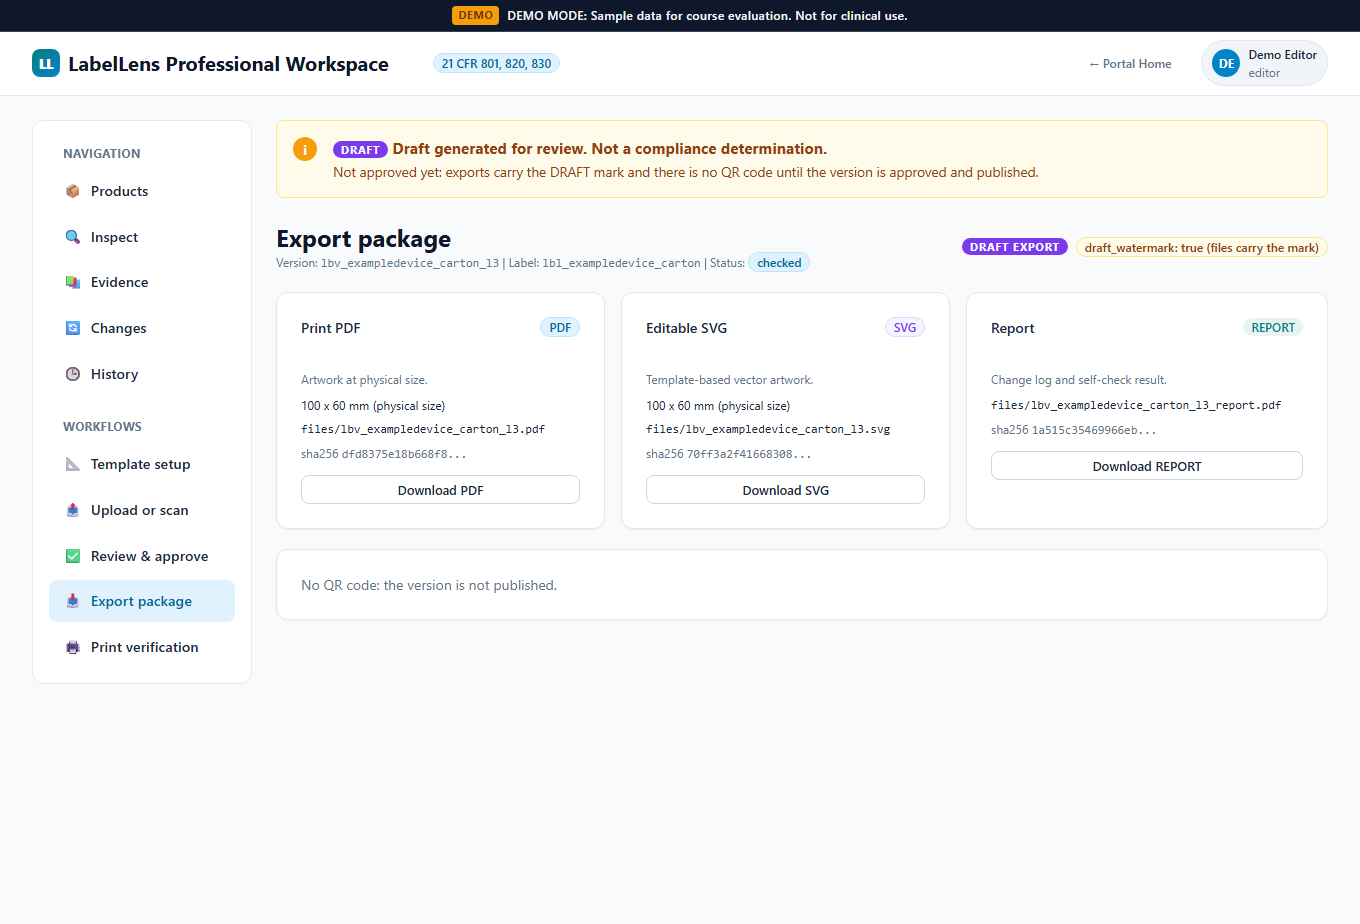 DEMO DEMO MODE: Sample data for course evaluation. Not for clinical use.
LL LabelLens Professional Workspace
21 CFR 801, 820, 830
← Portal Home
DE
Demo Editor
editor
NAVIGATION
Products
Inspect
Evidence
Changes
History
WORKFLOWS
Template setup
Upload or scan
Review & approve
Export package
Print verification
i
DRAFT Draft generated for review. Not a compliance determination.
Not approved yet: exports carry the DRAFT mark and there is no QR code until the version is approved and published.
Export package
Version: lbv_exampledevice_carton_l3 | Label: lbl_exampledevice_carton | Status: checked
DRAFT EXPORT
draft_watermark: true (files carry the mark)
Print PDF
PDF
Artwork at physical size.
100 x 60 mm (physical size)
files/lbv_exampledevice_carton_l3.pdf
sha256 dfd8375e18b668f8...
Download PDF
Editable SVG
SVG
Template-based vector artwork.
100 x 60 mm (physical size)
files/lbv_exampledevice_carton_l3.svg
sha256 70ff3a2f41668308...
Download SVG
Report
REPORT
Change log and self-check result.
files/lbv_exampledevice_carton_l3_report.pdf
sha256 1a515c35469966eb...
Download REPORT
No QR code: the version is not published.